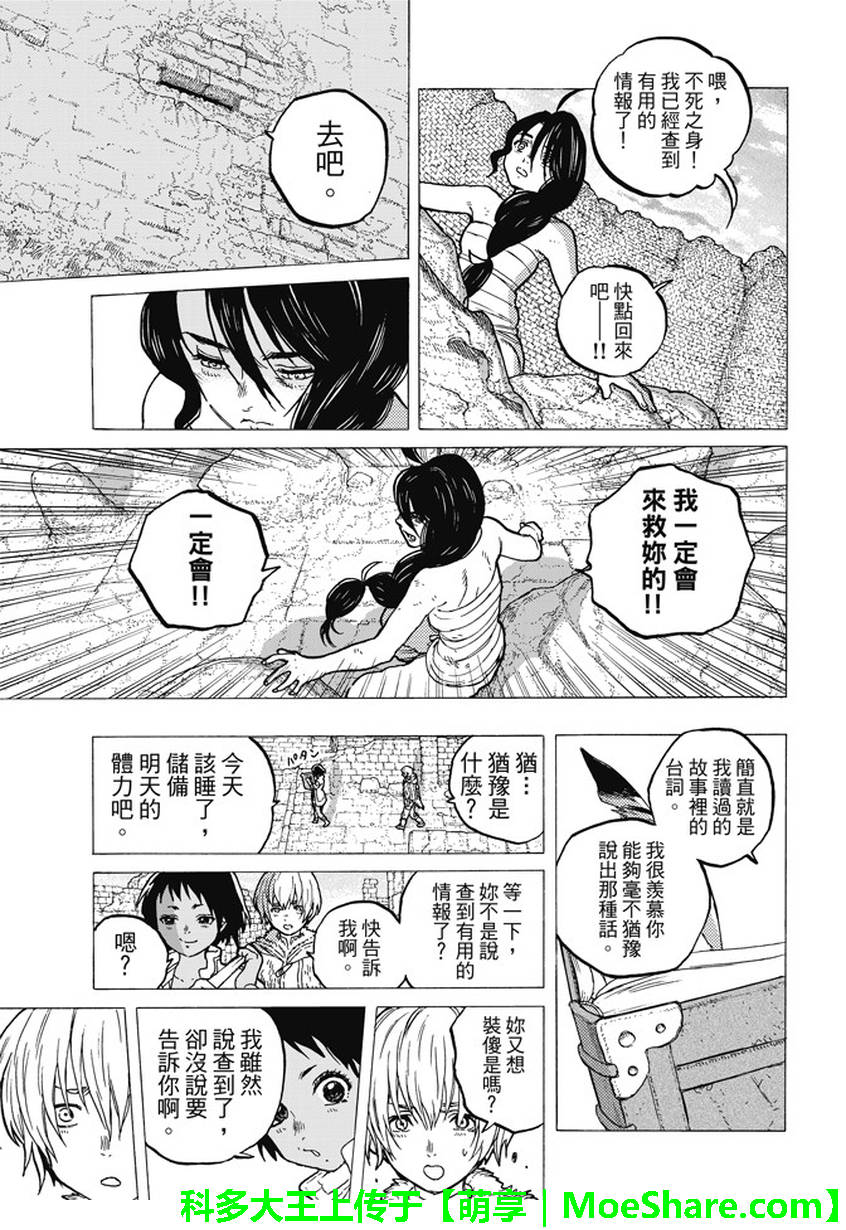 喂，
不死之身！
我已經查到
有用的
情報了！
快點回來
吧——!!
去吧。
我一定會
來救妳的!!
一定會!!
簡直就是
我讀過的
故事裡的
台詞。
我很羨慕你
能夠毫不猶豫
說出那種話。
猶…
猶豫是
什麼？
パタン
今天
該睡了，
儲備
明天的
體力吧。
等一下，
妳不是說
查到有用的
情報了？
快告訴
我啊。
嗯？
妳又想
裝傻是嗎？
我雖然
說查到了，
卻沒說要
告訴你啊。
科多大王上传于【萌享｜MoeShare.com】